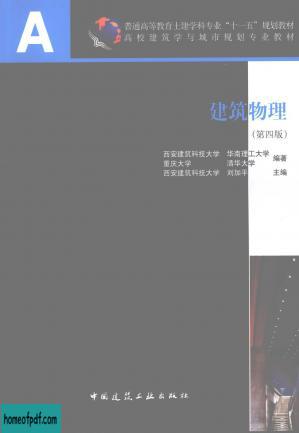 A
普通高等教育土建学科专业“十一五”规划教材
高校建筑学与城市规划专业教材
建筑物理
(第四版)
西安建筑科技大学 华南理工大学
重庆大学 清华大学 编著
西安建筑科技大学 刘加平 主编
中国建筑工业出版社
homeofpdf.com
homeofpdf.com